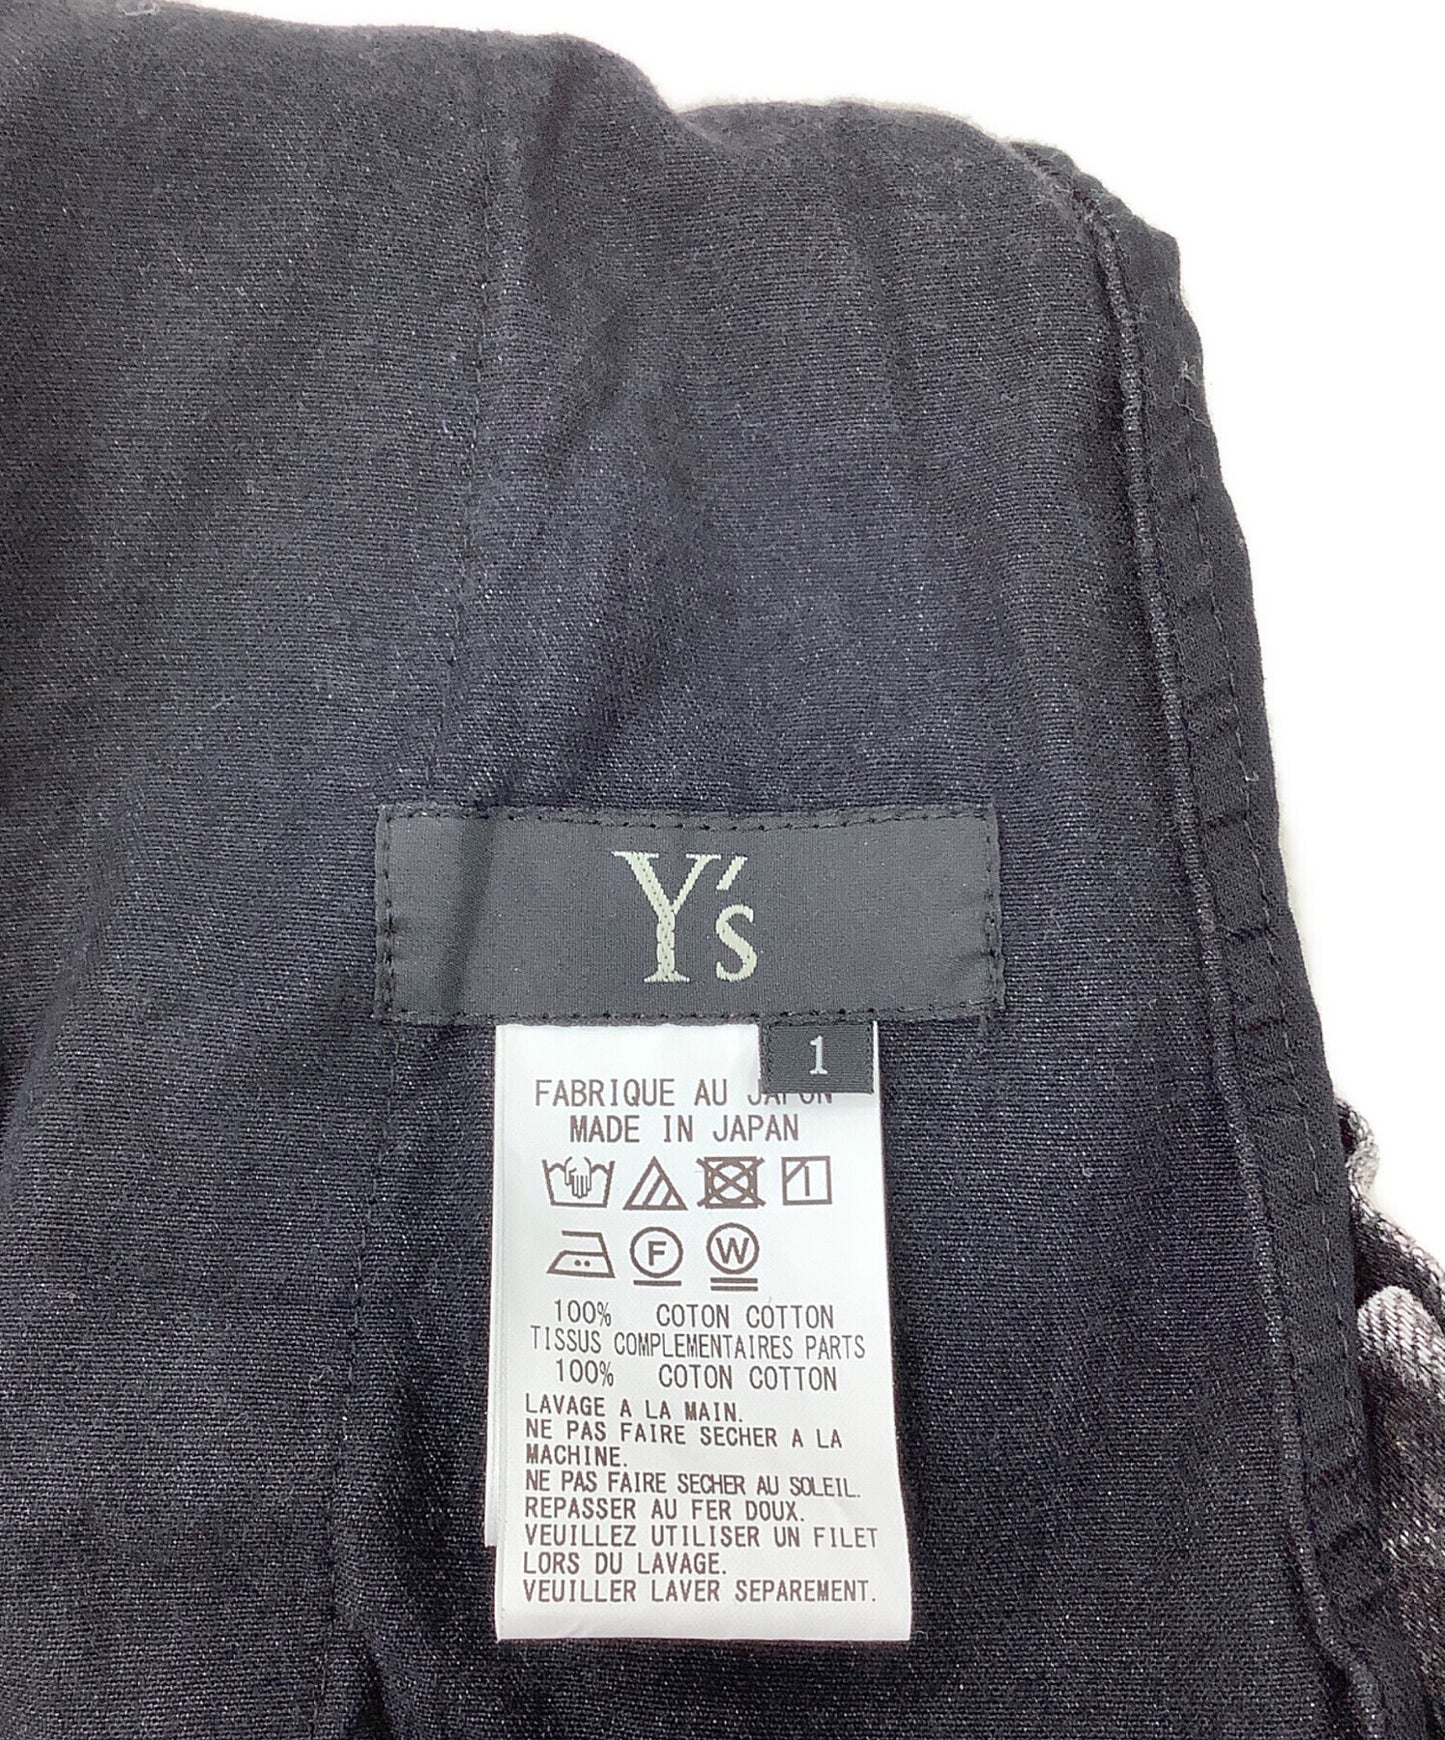 Y's
1
FABRIQUE AU JAPON
MADE IN JAPAN
F W
100% COTON COTTON
TISSUS COMPLEMENTAIRES PARTS
100% COTON COTTON
LAVAGE A LA MAIN.
NE PAS FAIRE SECHER A LA
MACHINE.
NE PAS FAIRE SECHER AU SOLEIL.
REPASSER AU FER DOUX.
VEUILLEZ UTILISER UN FILET
LORS DU LAVAGE.
VEUILLER LAVER SEPAREMENT.